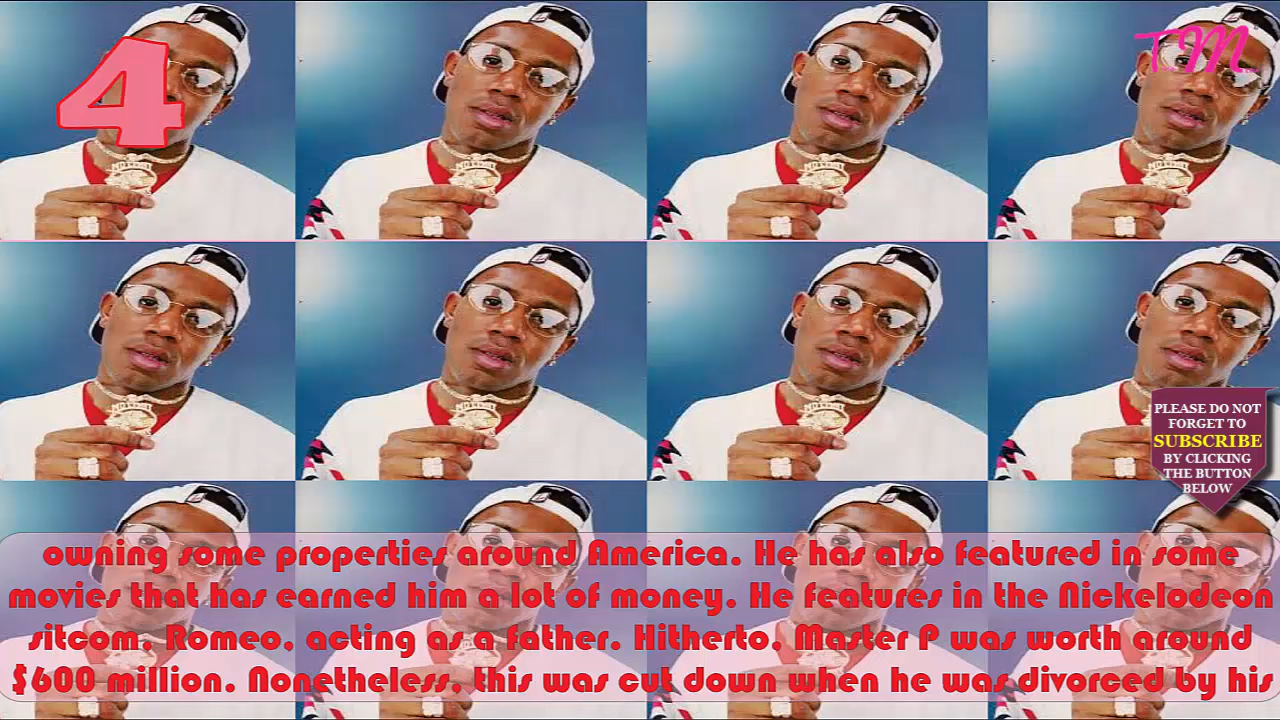 4
TM
PLEASE DO NOT
FORGET TO
SUBSCRIBE
BY CLICKING
THE BUTTON
BELOW
owning some properties around America. He has also featured in some
movies that has earned him a lot of money. He features in the Nickelodeon
sitcom, Romeo, acting as a father. Hitherto, Master P was worth around
$600 million. Nonetheless, this was cut down when he was divorced by his